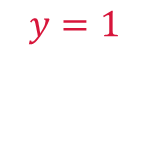 y = 1